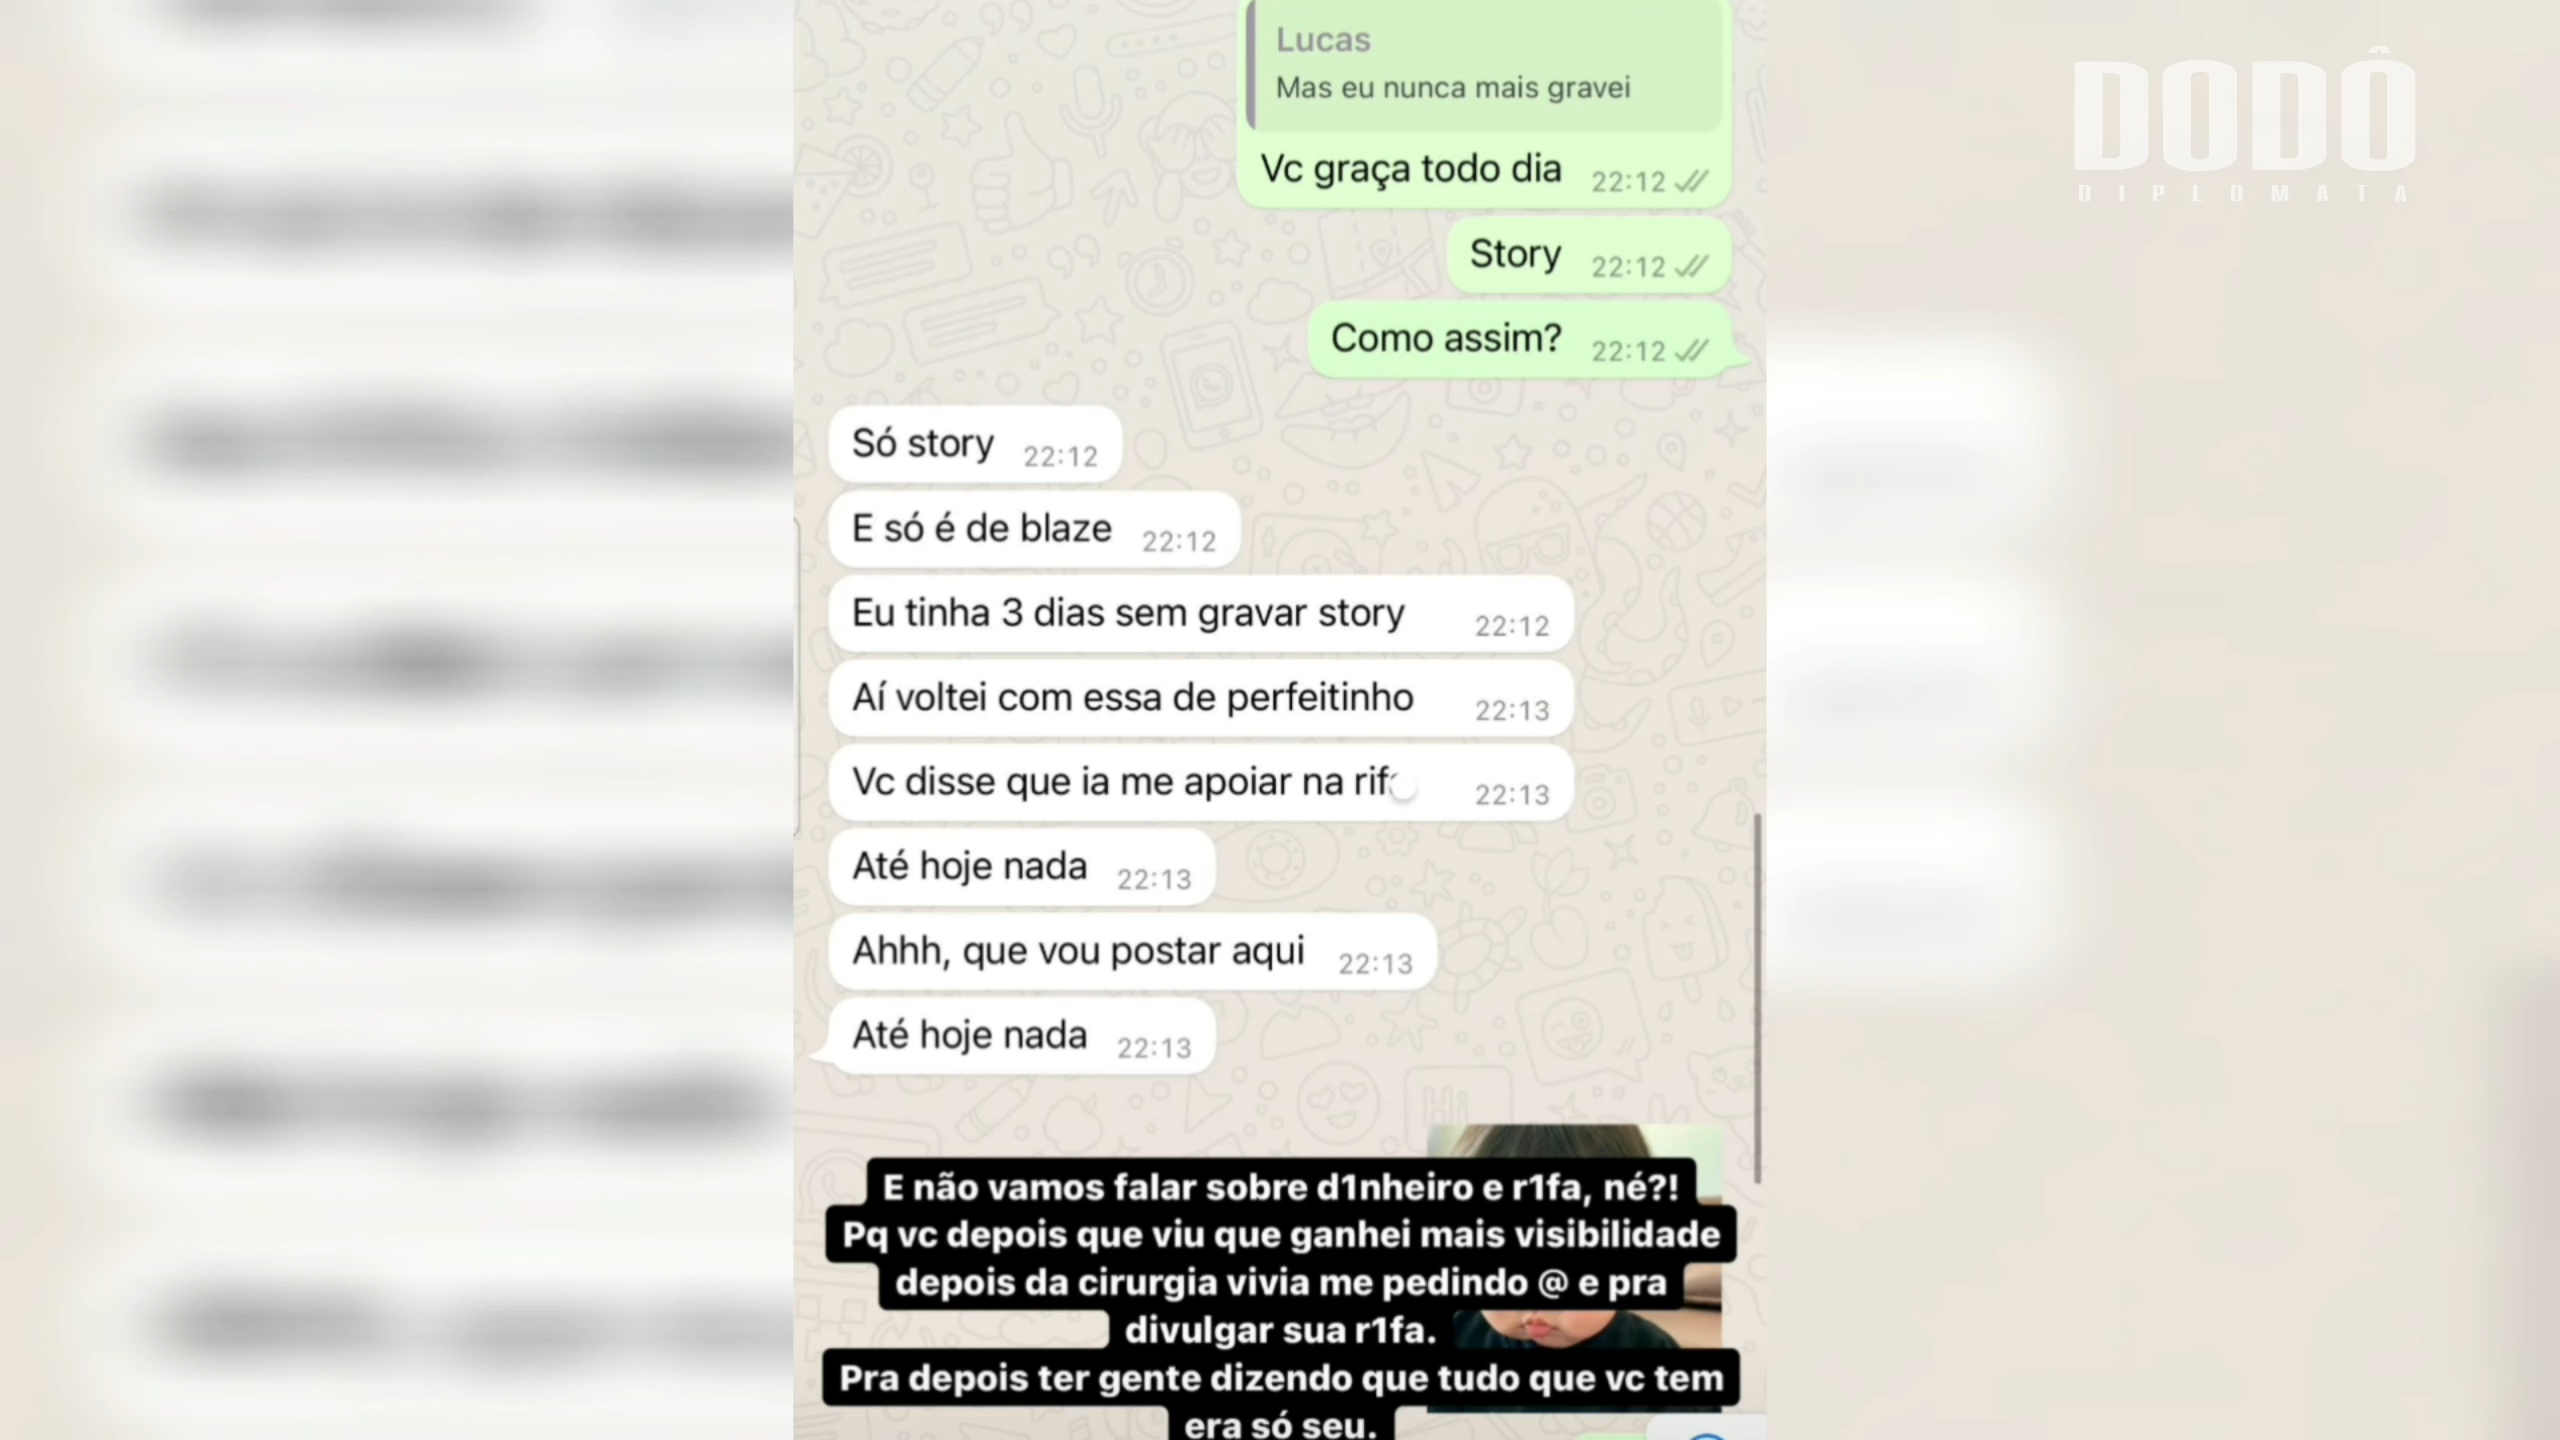 Lucas
Mas eu nunca mais gravei
Vc graça todo dia 22:12
Story 22:12
Como assim? 22:12
Só story 22:12
E só é de blaze 22:12
Eu tinha 3 dias sem gravar story 22:12
Aí voltei com essa de perfeitinho 22:13
Vc disse que ia me apoiar na rifa 22:13
Até hoje nada 22:13
Ahhh, que vou postar aqui 22:13
Até hoje nada 22:13
E não vamos falar sobre d1nheiro e r1fa, né?!
Pq vc depois que viu que ganhei mais visibilidade
depois da cirurgia vivia me pedindo @ e pra
divulgar sua r1fa.
Pra depois ter gente dizendo que tudo que vc tem
era só seu.
DODÔ
DIPLOMATA